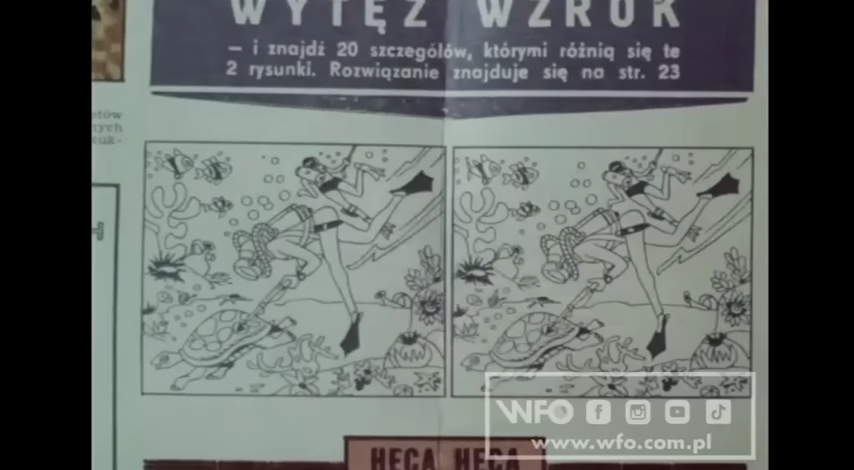 WYTĘŻ WZROK
— i znajdź 20 szczegółów, którymi różnią się te
2 rysunki. Rozwiązanie znajduje się na str. 23
HECA HECA
WFO
www.wfo.com.pl